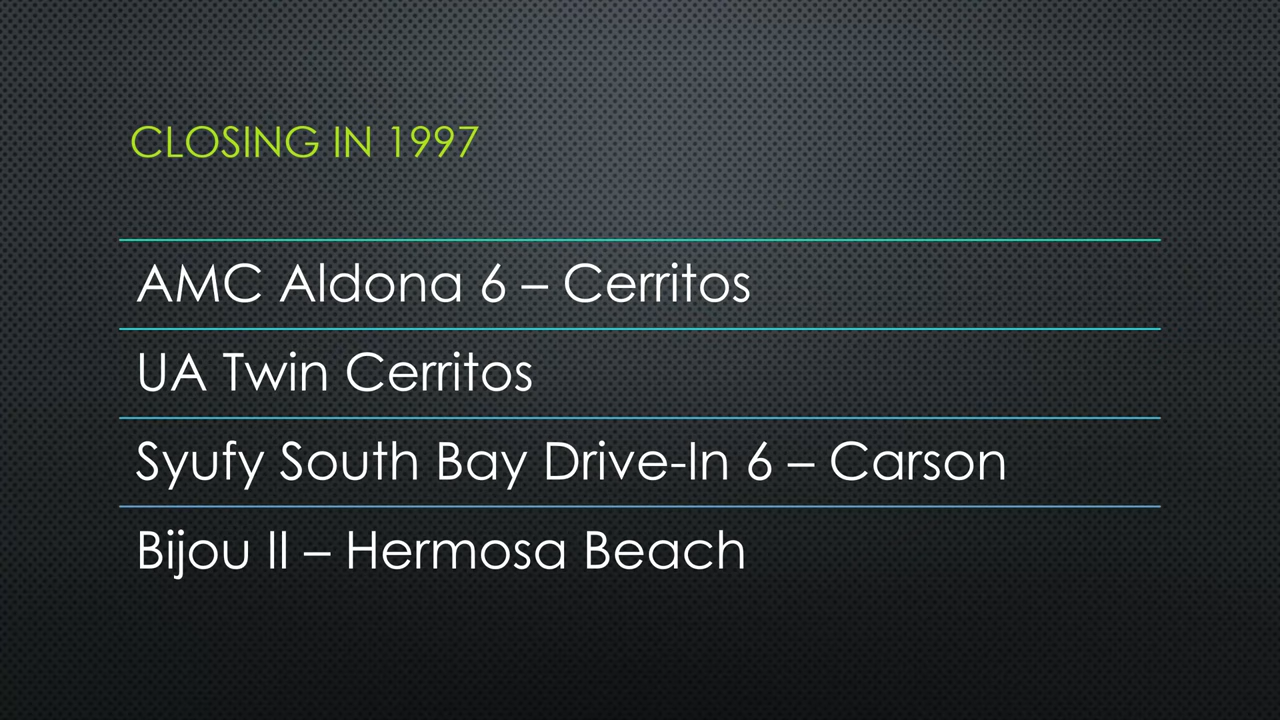 CLOSING IN 1997
AMC Aldona 6 – Cerritos
UA Twin Cerritos
Syufy South Bay Drive-In 6 – Carson
Bijou II – Hermosa Beach